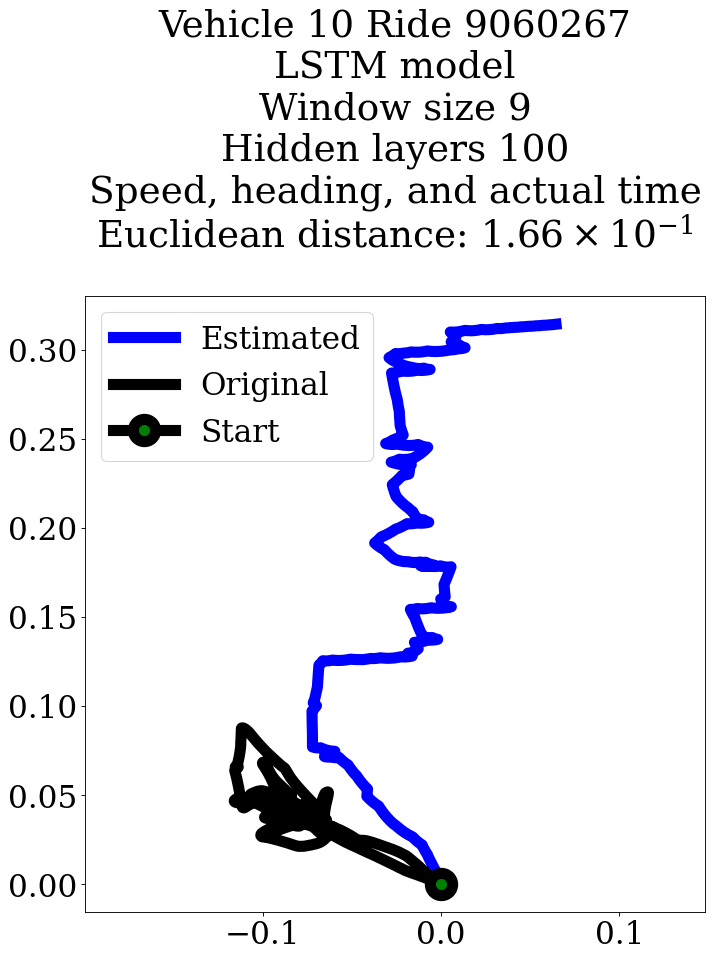 Vehicle 10 Ride 9060267
LSTM model
Window size 9
Hidden layers 100
Speed, heading, and actual time
Euclidean distance: 1.66 × 10⁻¹
Estimated
Original
Start
0.30
0.25
0.20
0.15
0.10
0.05
0.00
−0.1
0.0
0.1